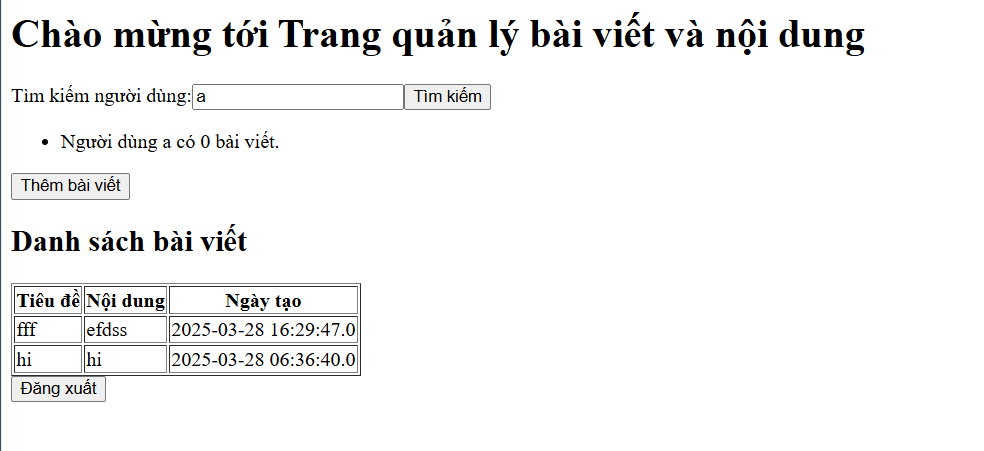 Chào mừng tới Trang quản lý bài viết và nội dung
Tìm kiếm người dùng: a Tìm kiếm
Người dùng a có 0 bài viết.
Thêm bài viết
Danh sách bài viết
Tiêu đề Nội dung Ngày tạo
fff efdss 2025-03-28 16:29:47.0
hi hi 2025-03-28 06:36:40.0
Đăng xuất